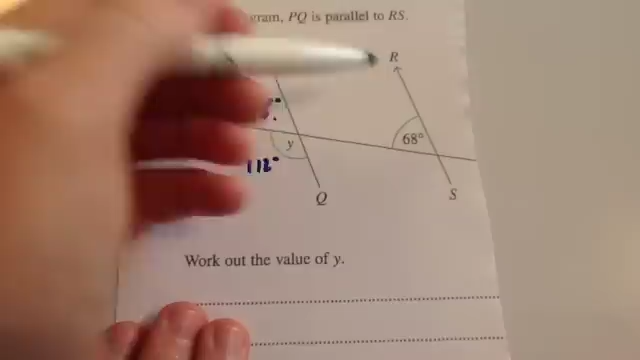 gram, PQ is parallel to RS.
R
y
68°
112°
Q
S
Work out the value of y.